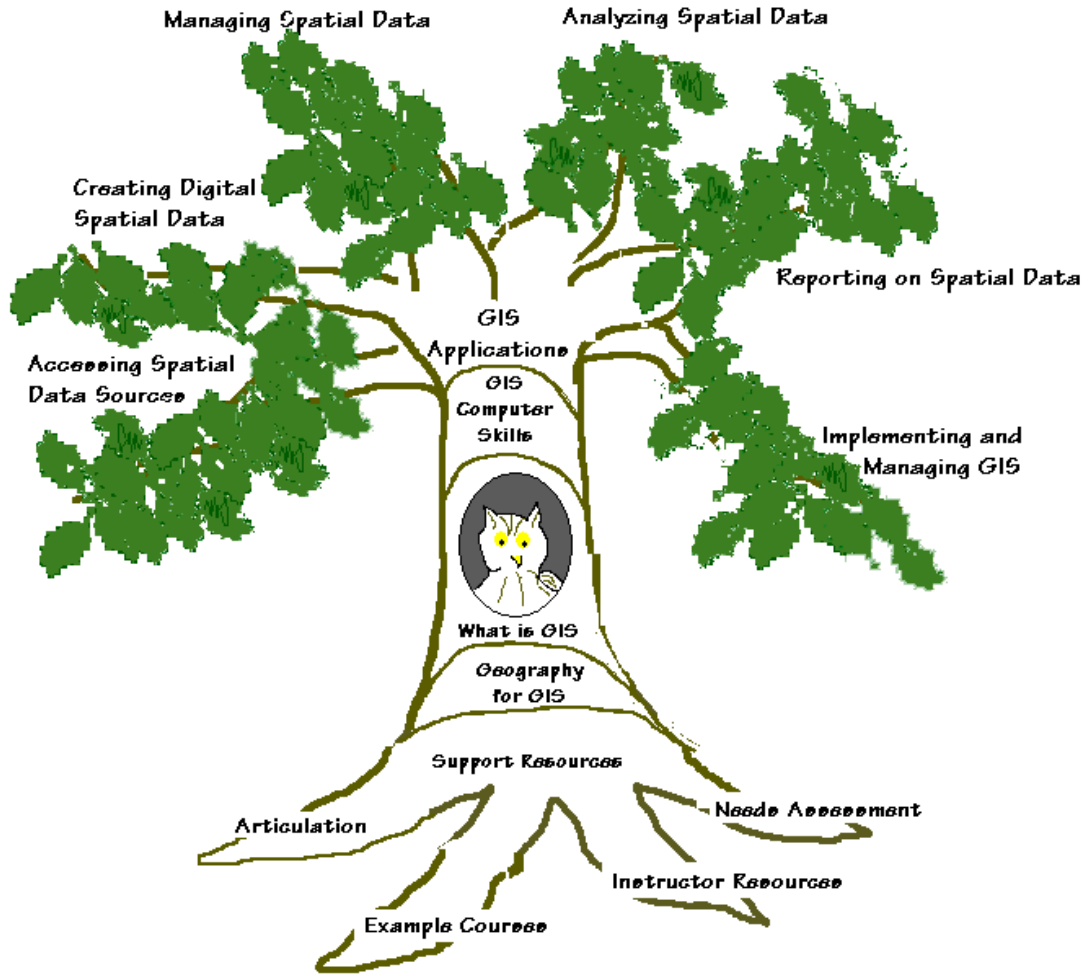 Managing Spatial Data
Analyzing Spatial Data
Creating Digital
Spatial Data
Reporting on Spatial Data
GIS
Applications
Accessing Spatial
Data Sources
GIS
Computer
Skills
Implementing and
Managing GIS
What is GIS
Geography
for GIS
Support Resources
Needs Assessment
Articulation
Instructor Resources
Example Courses